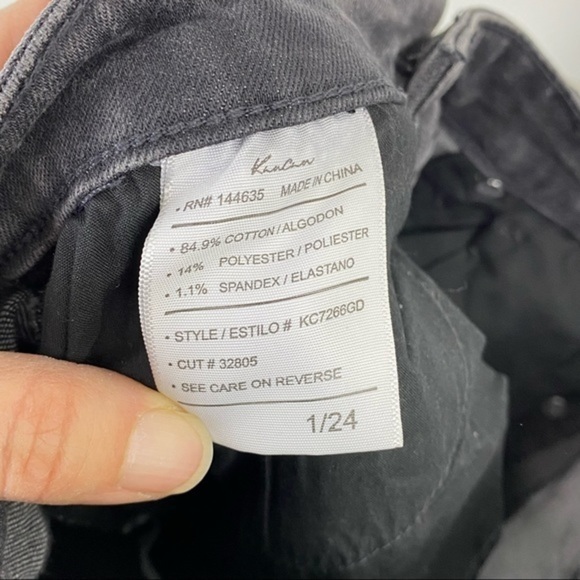 KanCan
• RN# 144635 MADE IN CHINA
• 84.9% COTTON / ALGODON
• 14% POLYESTER / POLIESTER
• 1.1% SPANDEX / ELASTANO
• STYLE / ESTILO # KC7266GD
• CUT # 32805
• SEE CARE ON REVERSE
1/24